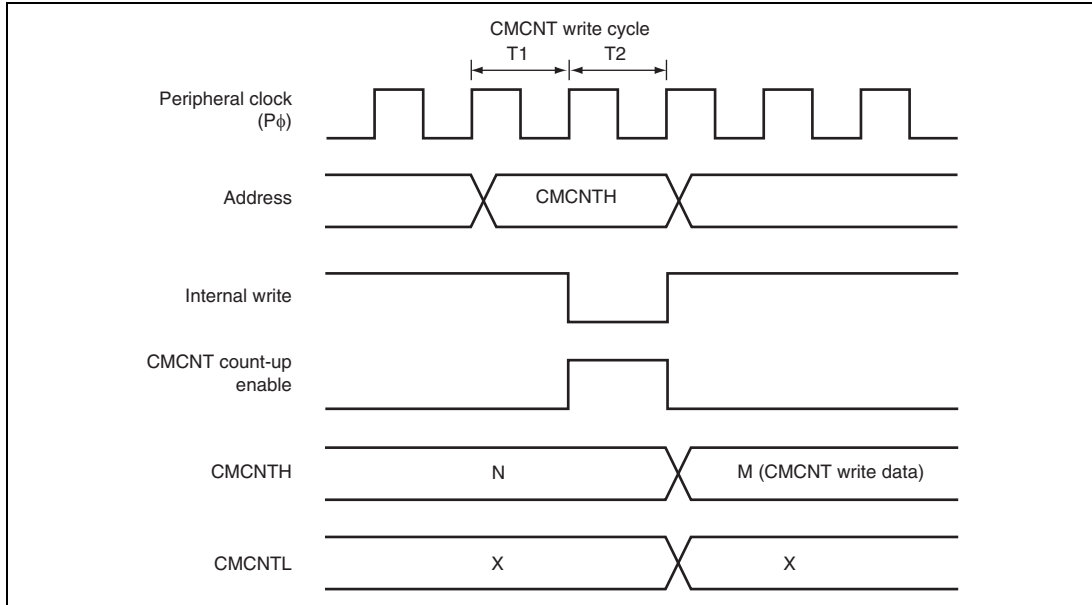 CMCNT write cycle
T1 T2
Peripheral clock
(Pϕ)
Address CMCNTH
Internal write
CMCNT count-up
enable
CMCNTH N M (CMCNT write data)
CMCNTL X X